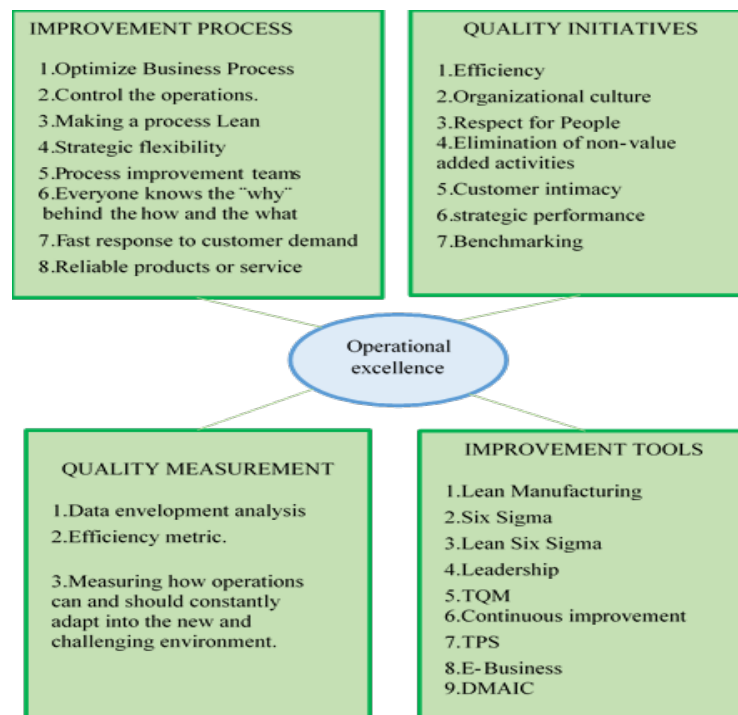 IMPROVEMENT PROCESS
1.Optimize Business Process
2.Control the operations.
3.Making a process Lean
4.Strategic flexibility
5.Process improvement teams
6.Everyone knows the ¨why¨
behind the how and the what
7.Fast response to customer demand
8.Reliable products or service
QUALITY INITIATIVES
1.Efficiency
2.Organizational culture
3.Respect for People
4.Elimination of non-value
added activities
5.Customer intimacy
6.strategic performance
7.Benchmarking
Operational
excellence
QUALITY MEASUREMENT
1.Data envelopment analysis
2.Efficiency metric.
3.Measuring how operations
can and should constantly
adapt into the new and
challenging environment.
IMPROVEMENT TOOLS
1.Lean Manufacturing
2.Six Sigma
3.Lean Six Sigma
4.Leadership
5.TQM
6.Continuous improvement
7.TPS
8.E-Business
9.DMAIC